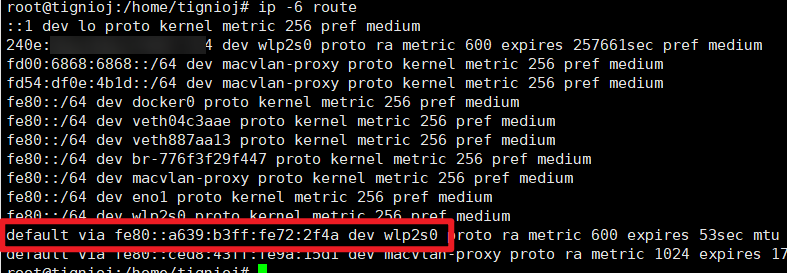 root@tignioj:/home/tignioj# ip -6 route
::1 dev lo proto kernel metric 256 pref medium
240e: 4 dev wlp2s0 proto ra metric 600 expires 257661sec pref medium
fd00:6868:6868::/64 dev macvlan-proxy proto kernel metric 256 pref medium
fd54:df0e:4b1d::/64 dev macvlan-proxy proto kernel metric 256 pref medium
fe80::/64 dev docker0 proto kernel metric 256 pref medium
fe80::/64 dev veth04c3aae proto kernel metric 256 pref medium
fe80::/64 dev veth887aa13 proto kernel metric 256 pref medium
fe80::/64 dev br-776f3f29f447 proto kernel metric 256 pref medium
fe80::/64 dev macvlan-proxy proto kernel metric 256 pref medium
fe80::/64 dev eno1 proto kernel metric 256 pref medium
fe80::/64 dev wlp2s0 proto kernel metric 256 pref medium
default via fe80::a639:b3ff:fe72:2f4a dev wlp2s0 proto ra metric 600 expires 53sec mtu
default via fe80::ced8:43ff:fe9a:15d1 dev macvlan-proxy proto ra metric 1024 expires 17
root@tignioj:/home/tignioj#